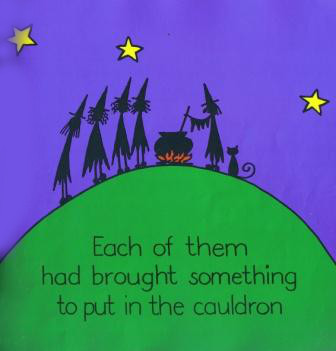 Each of them
had brought something
to put in the cauldron